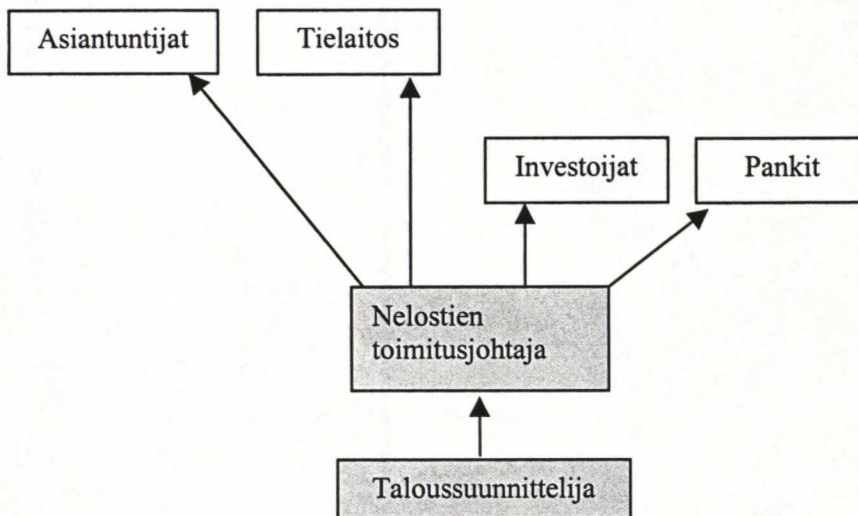 Asiantuntijat
Tielaitos
Investoijat
Pankit
Nelostien
toimitusjohtaja
Taloussuunnittelija